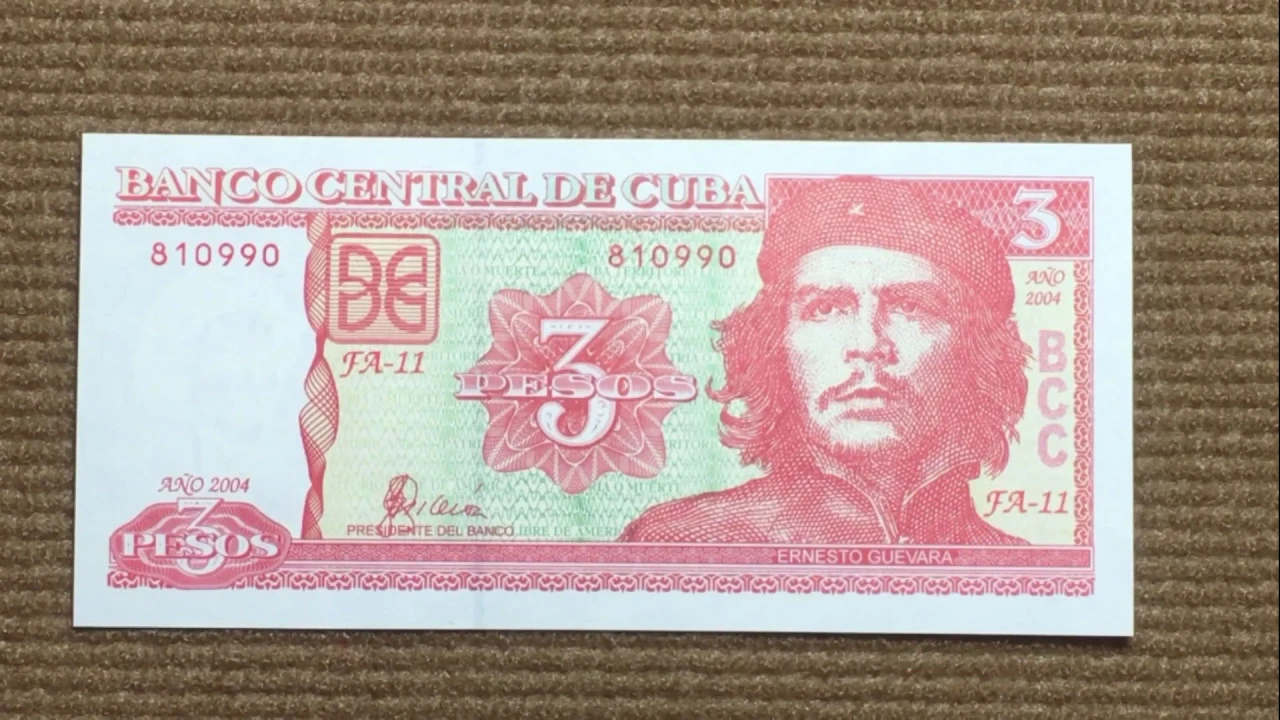 BANCO CENTRAL DE CUBA
3
810990
810990
AÑO
2004
BCC
3
PESOS
FA-11
FA-11
AÑO 2004
3
PESOS
PRESIDENTE DEL BANCO
ERNESTO GUEVARA